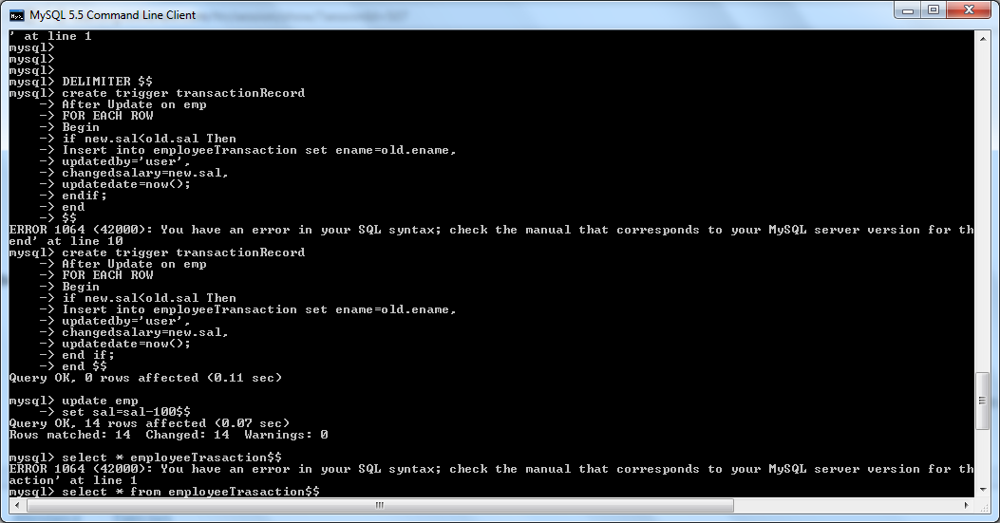 MySQL 5.5 Command Line Client
' at line 1
mysql>
mysql>
mysql>
mysql> DELIMITER $$
mysql> create trigger transactionRecord
-> After Update on emp
-> FOR EACH ROW
-> Begin
-> if new.sal<old.sal Then
-> Insert into employeeTransaction set ename=old.ename,
-> updatedby='user',
-> changedsalary=new.sal,
-> updatedate=now();
-> endif;
-> end
-> $$
ERROR 1064 (42000): You have an error in your SQL syntax; check the manual that corresponds to your MySQL server version for th
end' at line 10
mysql> create trigger transactionRecord
-> After Update on emp
-> FOR EACH ROW
-> Begin
-> if new.sal<old.sal Then
-> Insert into employeeTransaction set ename=old.ename,
-> updatedby='user',
-> changedsalary=new.sal,
-> updatedate=now();
-> end if;
-> end $$
Query OK, 0 rows affected (0.11 sec)
mysql> update emp
-> set sal=sal-100$$
Query OK, 14 rows affected (0.07 sec)
Rows matched: 14  Changed: 14  Warnings: 0
mysql> select * employeeTrasaction$$
ERROR 1064 (42000): You have an error in your SQL syntax; check the manual that corresponds to your MySQL server version for th
action' at line 1
mysql> select * from employeeTrasaction$$